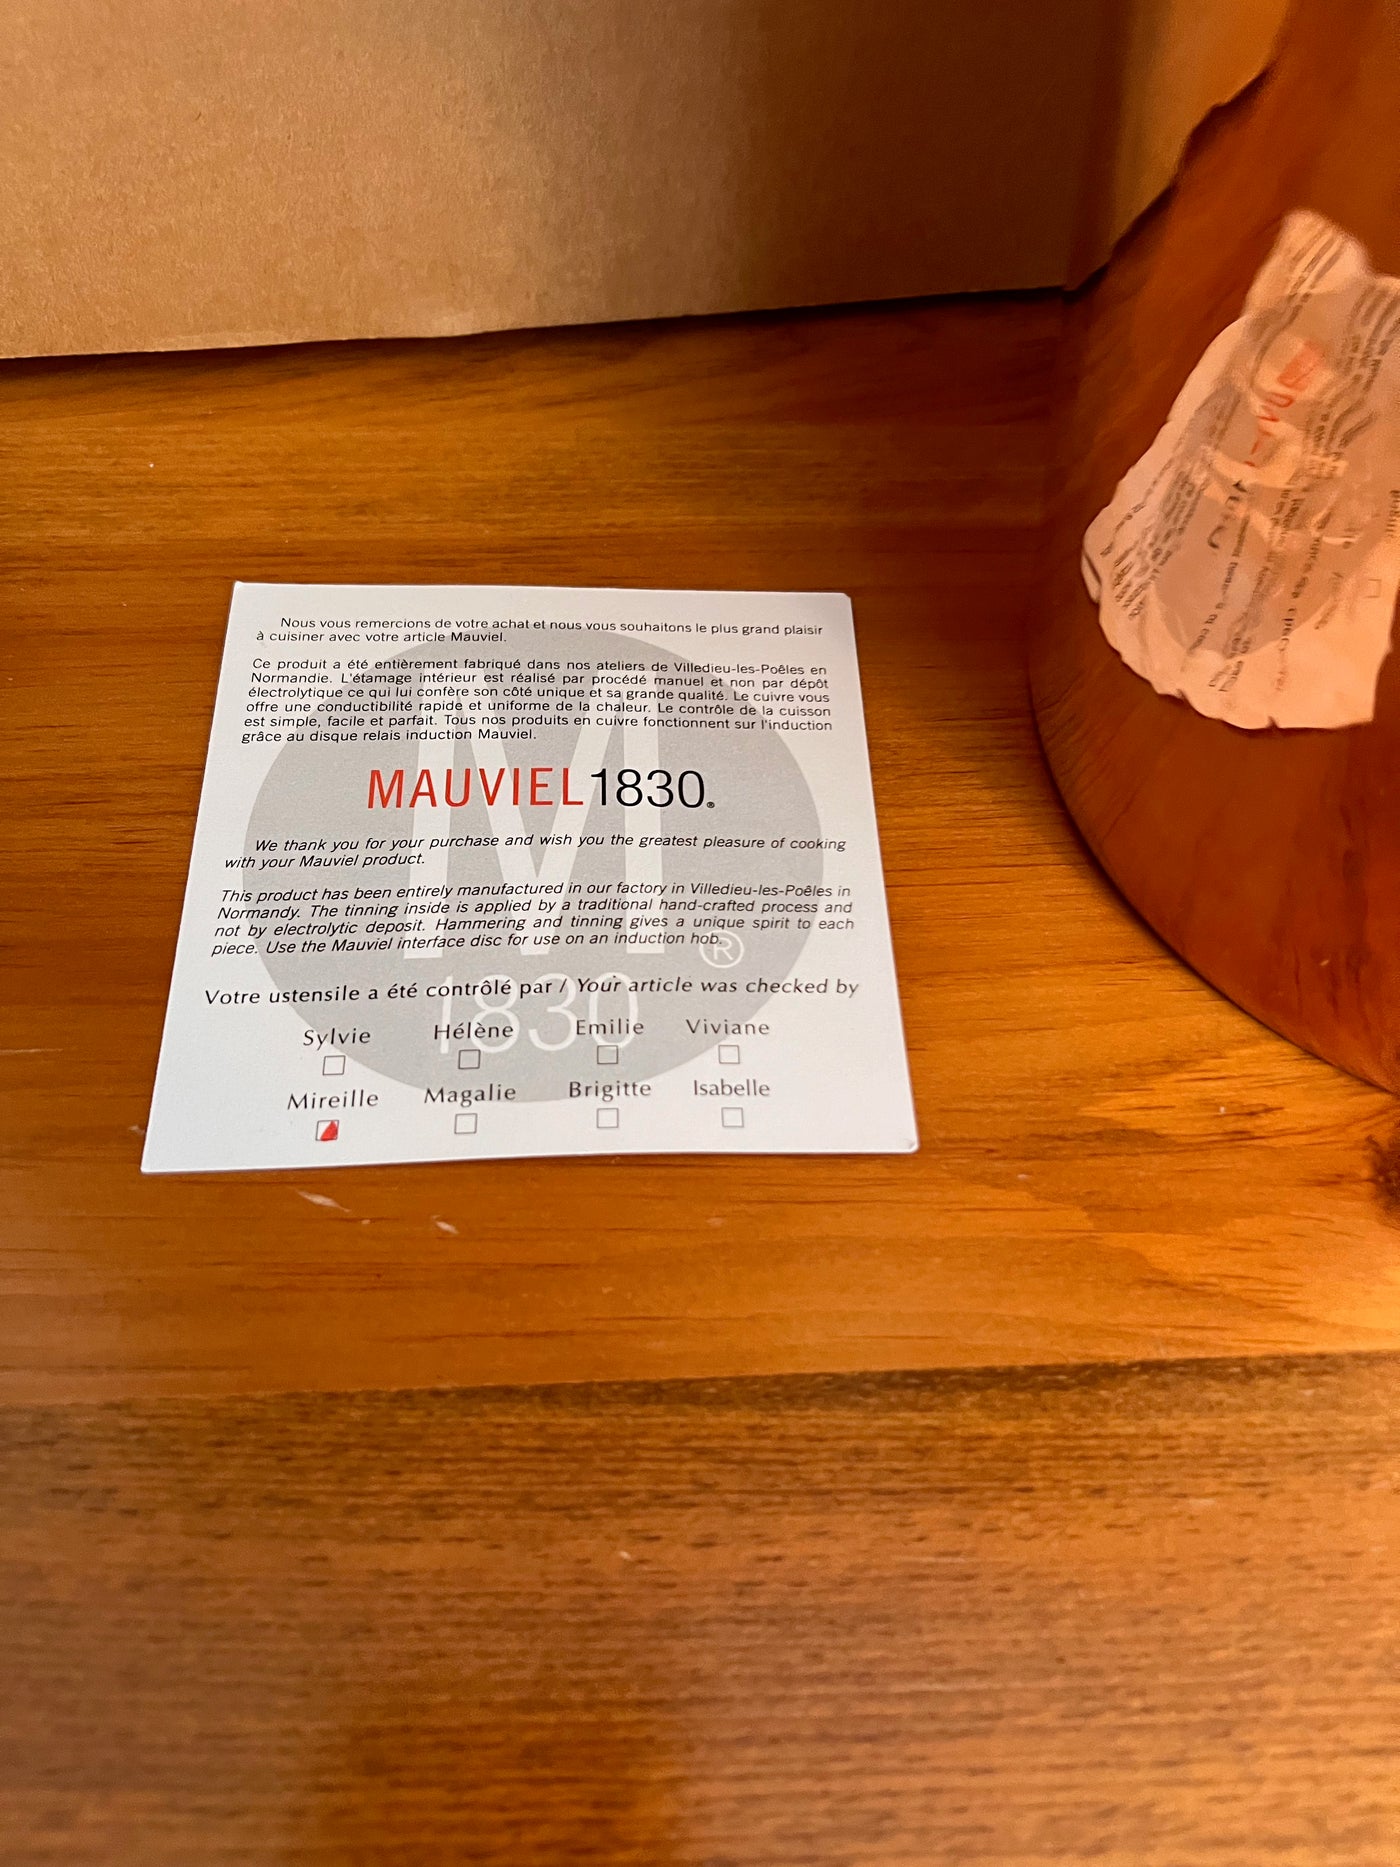 Nous vous remercions de votre achat et nous vous souhaitons le plus grand plaisir
à cuisiner avec votre article Mauviel.
Ce produit a été entièrement fabriqué dans nos ateliers de Villedieu-les-Poêles en
Normandie. L'étamage intérieur est réalisé par procédé manuel et non par dépôt
électrolytique ce qui lui confère son côté unique et sa grande qualité. Le cuivre vous
offre une conductibilité rapide et uniforme de la chaleur. Le contrôle de la cuisson
est simple, facile et parfait. Tous nos produits en cuivre fonctionnent sur l'induction
grâce au disque relais induction Mauviel.
MAUVIEL1830®
We thank you for your purchase and wish you the greatest pleasure of cooking
with your Mauviel product.
This product has been entirely manufactured in our factory in Villedieu-les-Poêles in
Normandy. The tinning inside is applied by a traditional hand-crafted process and
not by electrolytic deposit. Hammering and tinning gives a unique spirit to each
piece. Use the Mauviel interface disc for use on an induction hob.
M®
1830
Votre ustensile a été contrôlé par / Your article was checked by
Sylvie Hélène Emilie Viviane
Mireille Magalie Brigitte Isabelle